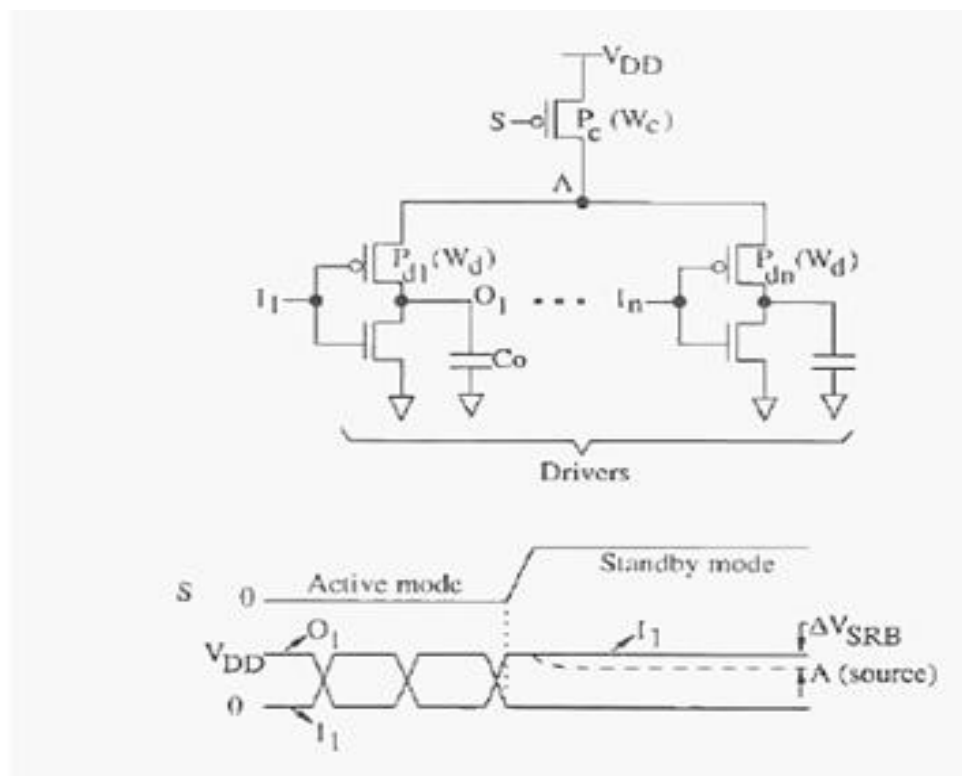 VDD
S
Pc (Wc)
A
Pd1 (Wd)
Pdn (Wd)
I1
O1
In
Co
Drivers
S 0 Active mode
Standby mode
VDD
O1
I1
ΔVSRB
A (source)
0
I1